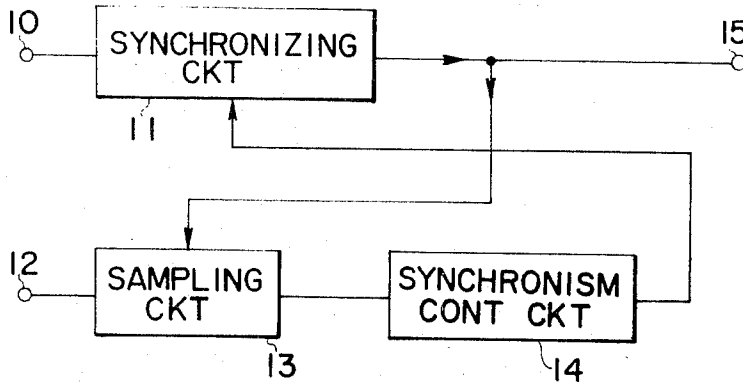 10
SYNCHRONIZING
CKT
15
11
12
SAMPLING
CKT
SYNCHRONISM
CONT CKT
13
14